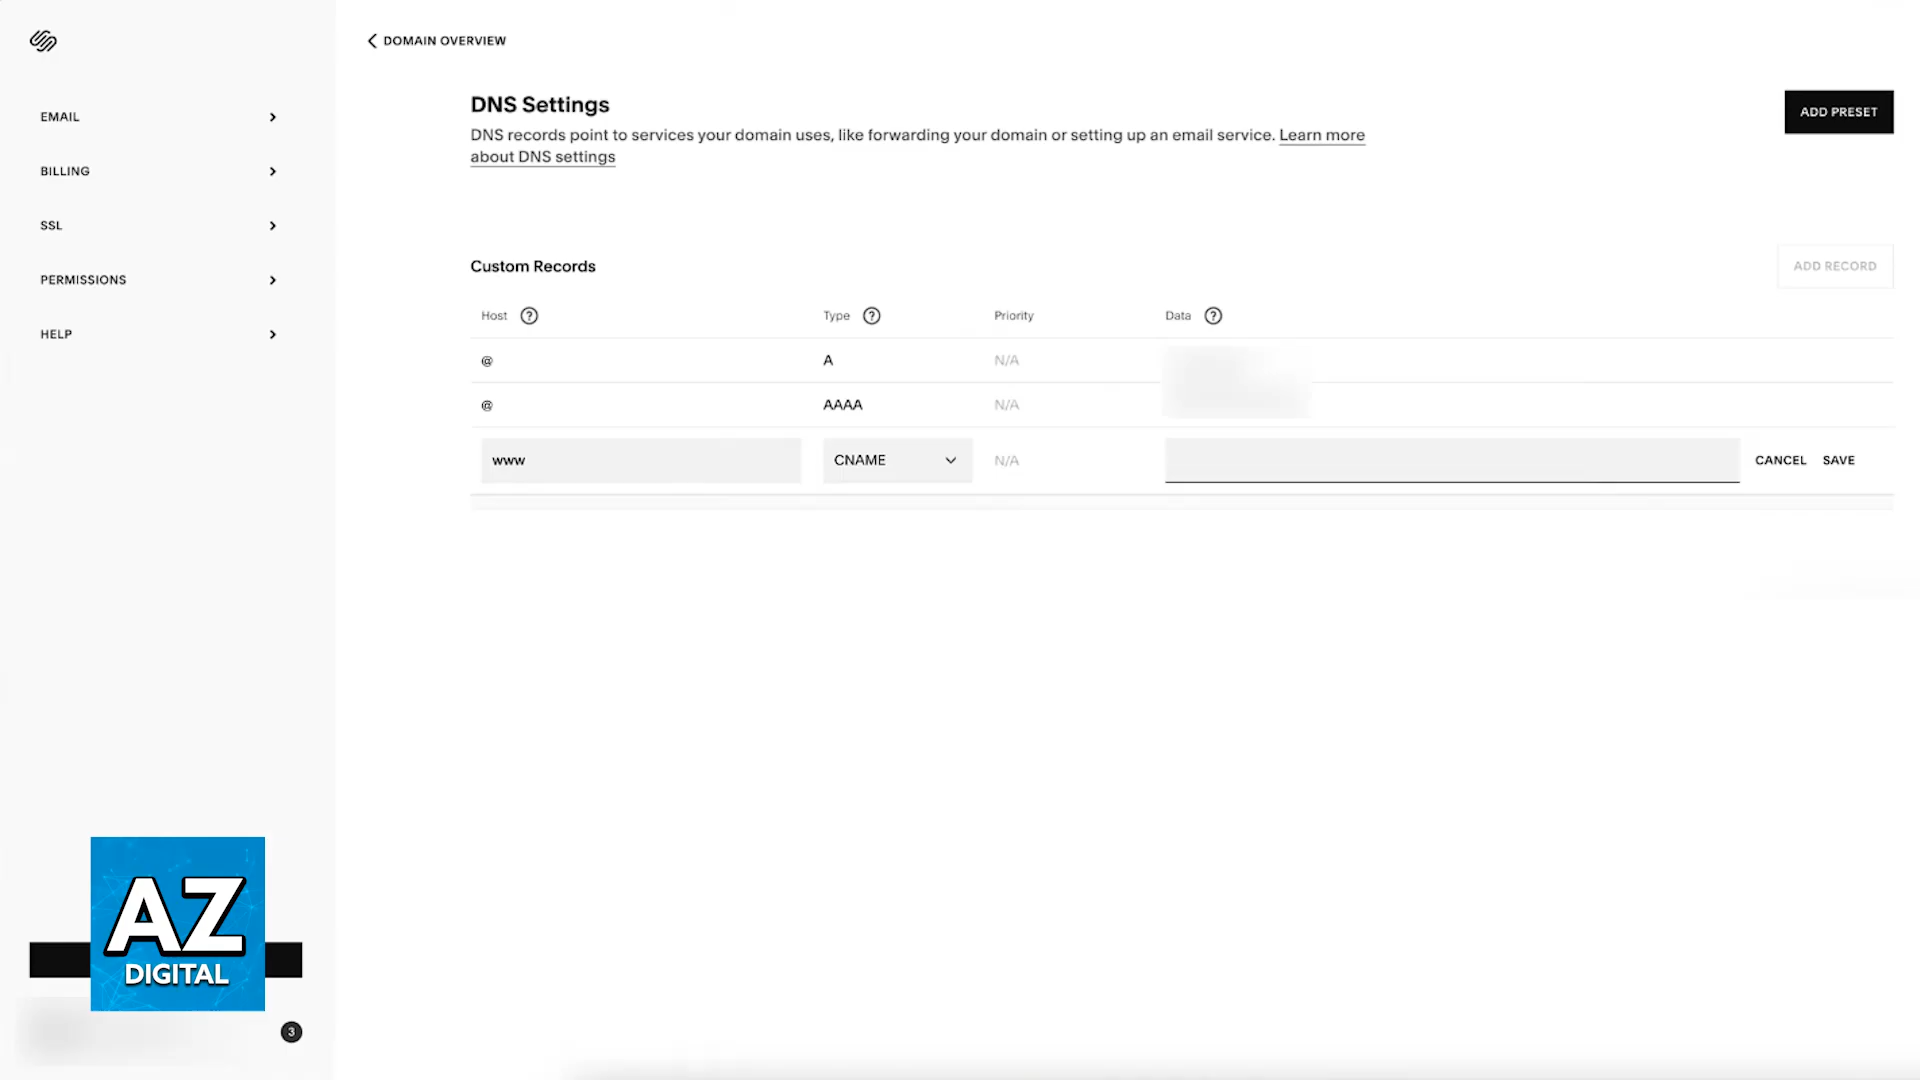 DOMAIN OVERVIEW
EMAIL
BILLING
SSL
PERMISSIONS
HELP
DNS Settings
DNS records point to services your domain uses, like forwarding your domain or setting up an email service. Learn more
about DNS settings
ADD PRESET
Custom Records
ADD RECORD
Host ? Type ? Priority Data ?
@ A N/A
@ AAAA N/A
www CNAME N/A CANCEL SAVE
AZ
DIGITAL
3